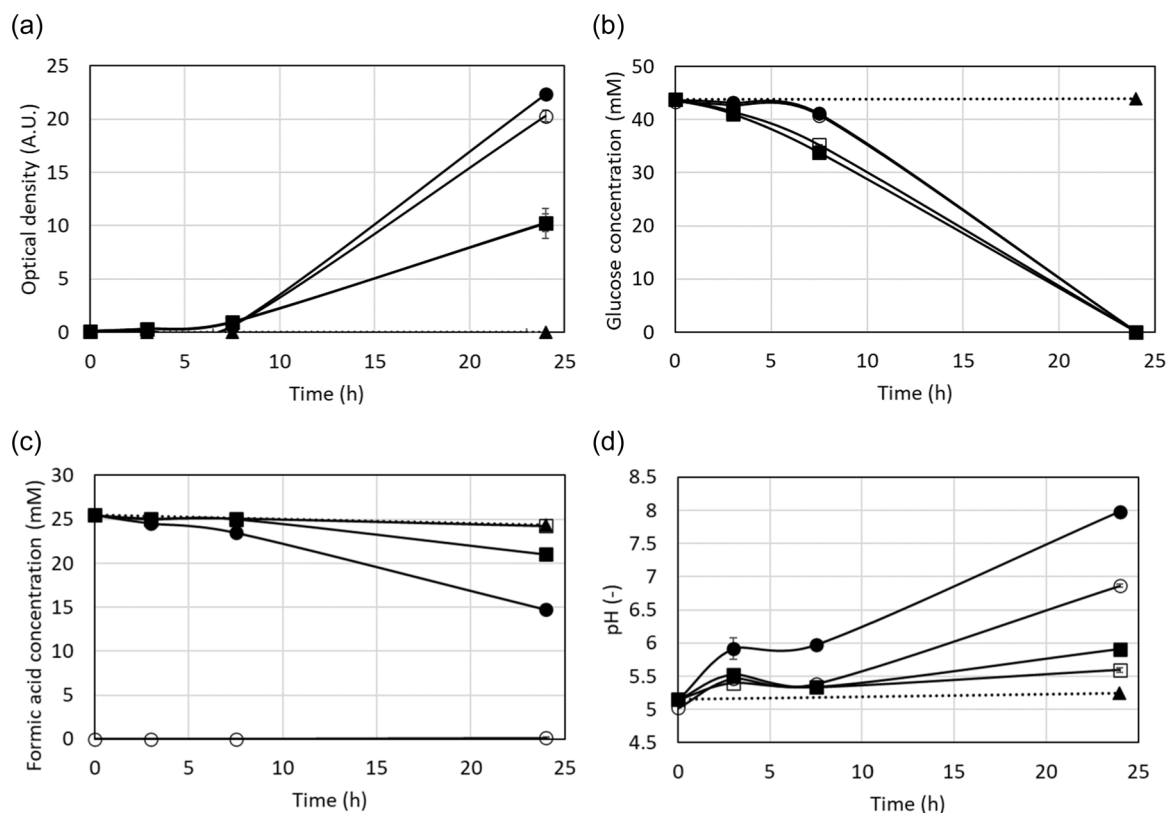 (a)
Optical density (A.U.)
25
20
15
10
5
0
0 5 10 15 20 25
Time (h)
(b)
Glucose concentration (mM)
50
40
30
20
10
0
0 5 10 15 20 25
Time (h)
(c)
Formic acid concentration (mM)
30
25
20
15
10
5
0
0 5 10 15 20 25
Time (h)
(d)
pH (-)
8.5
8
7.5
7
6.5
6
5.5
5
4.5
0 5 10 15 20 25
Time (h)